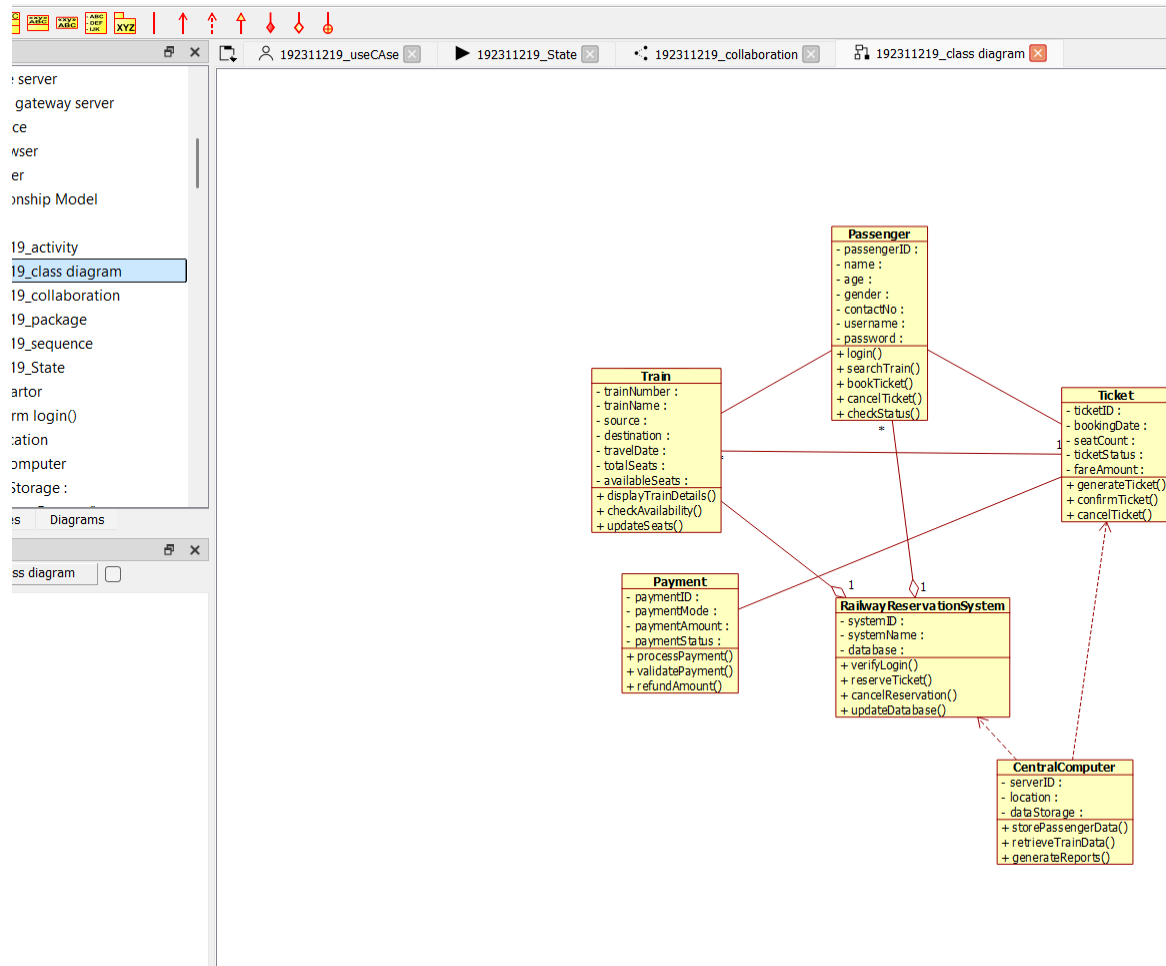 XYZ
192311219_useCAse
192311219_State
192311219_collaboration
192311219_class diagram
server
gateway server
ce
wser
er
onship Model
19_activity
19_class diagram
19_collaboration
19_package
19_sequence
19_State
artor
rm login()
cation
omputer
Storage :
es
Diagrams
ss diagram
Passenger
- passengerID :
- name :
- age :
- gender :
- contactNo :
- username :
- password :
+ login()
+ searchTrain()
+ bookTicket()
+ cancelTicket()
+ checkStatus()
*
Train
- trainNumber :
- trainName :
- source :
- destination :
- travelDate :
- totalSeats :
- availableSeats :
+ displayTrainDetails()
+ checkAvailability()
+ updateSeats()
*
1
Ticket
- ticketID :
- bookingDate :
- seatCount :
- ticketStatus :
- fareAmount :
+ generateTicket()
+ confirmTicket()
+ cancelTicket()
Payment
- paymentID :
- paymentMode :
- paymentAmount :
- paymentStatus :
+ processPayment()
+ validatePayment()
+ refundAmount()
1
1
RailwayReservationSystem
- systemID :
- systemName :
- database :
+ verifyLogin()
+ reserveTicket()
+ cancelReservation()
+ updateDatabase()
CentralComputer
- serverID :
- location :
- dataStorage :
+ storePassengerData()
+ retrieveTrainData()
+ generateReports()